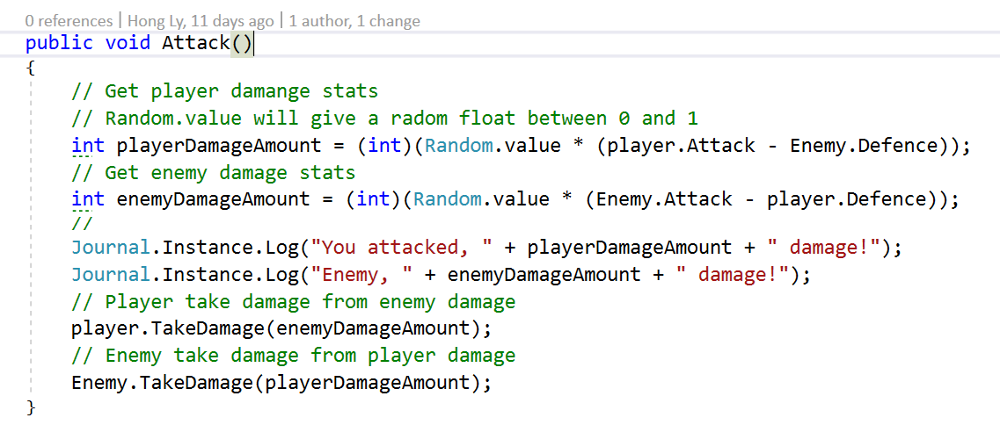 0 references | Hong Ly, 11 days ago | 1 author, 1 change
public void Attack()
{
// Get player damange stats
// Random.value will give a radom float between 0 and 1
int playerDamageAmount = (int)(Random.value * (player.Attack - Enemy.Defence));
// Get enemy damage stats
int enemyDamageAmount = (int)(Random.value * (Enemy.Attack - player.Defence));
//
Journal.Instance.Log("You attacked, " + playerDamageAmount + " damage!");
Journal.Instance.Log("Enemy, " + enemyDamageAmount + " damage!");
// Player take damage from enemy damage
player.TakeDamage(enemyDamageAmount);
// Enemy take damage from player damage
Enemy.TakeDamage(playerDamageAmount);
}